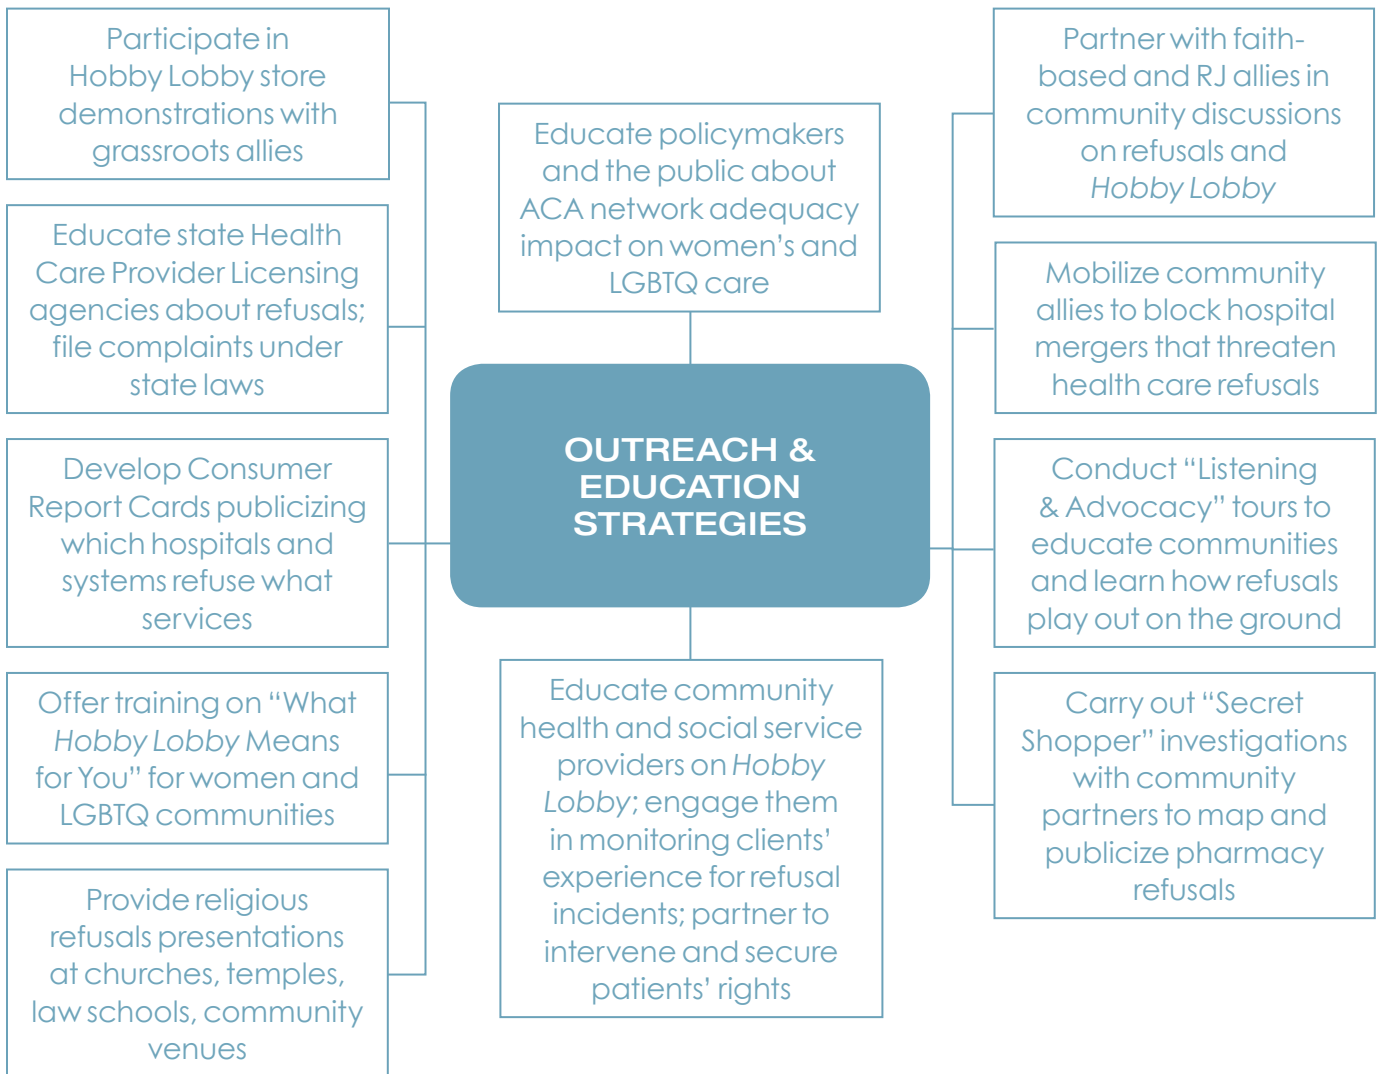 Participate in
Hobby Lobby store
demonstrations with
grassroots allies
Educate state Health
Care Provider Licensing
agencies about refusals;
file complaints under
state laws
Develop Consumer
Report Cards publicizing
which hospitals and
systems refuse what
services
Offer training on “What
Hobby Lobby Means
for You” for women and
LGBTQ communities
Provide religious
refusals presentations
at churches, temples,
law schools, community
venues
Educate policymakers
and the public about
ACA network adequacy
impact on women’s and
LGBTQ care
OUTREACH &
EDUCATION
STRATEGIES
Educate community
health and social service
providers on Hobby
Lobby; engage them
in monitoring clients’
experience for refusal
incidents; partner to
intervene and secure
patients’ rights
Partner with faith-
based and RJ allies in
community discussions
on refusals and
Hobby Lobby
Mobilize community
allies to block hospital
mergers that threaten
health care refusals
Conduct “Listening
& Advocacy” tours to
educate communities
and learn how refusals
play out on the ground
Carry out “Secret
Shopper” investigations
with community
partners to map and
publicize pharmacy
refusals